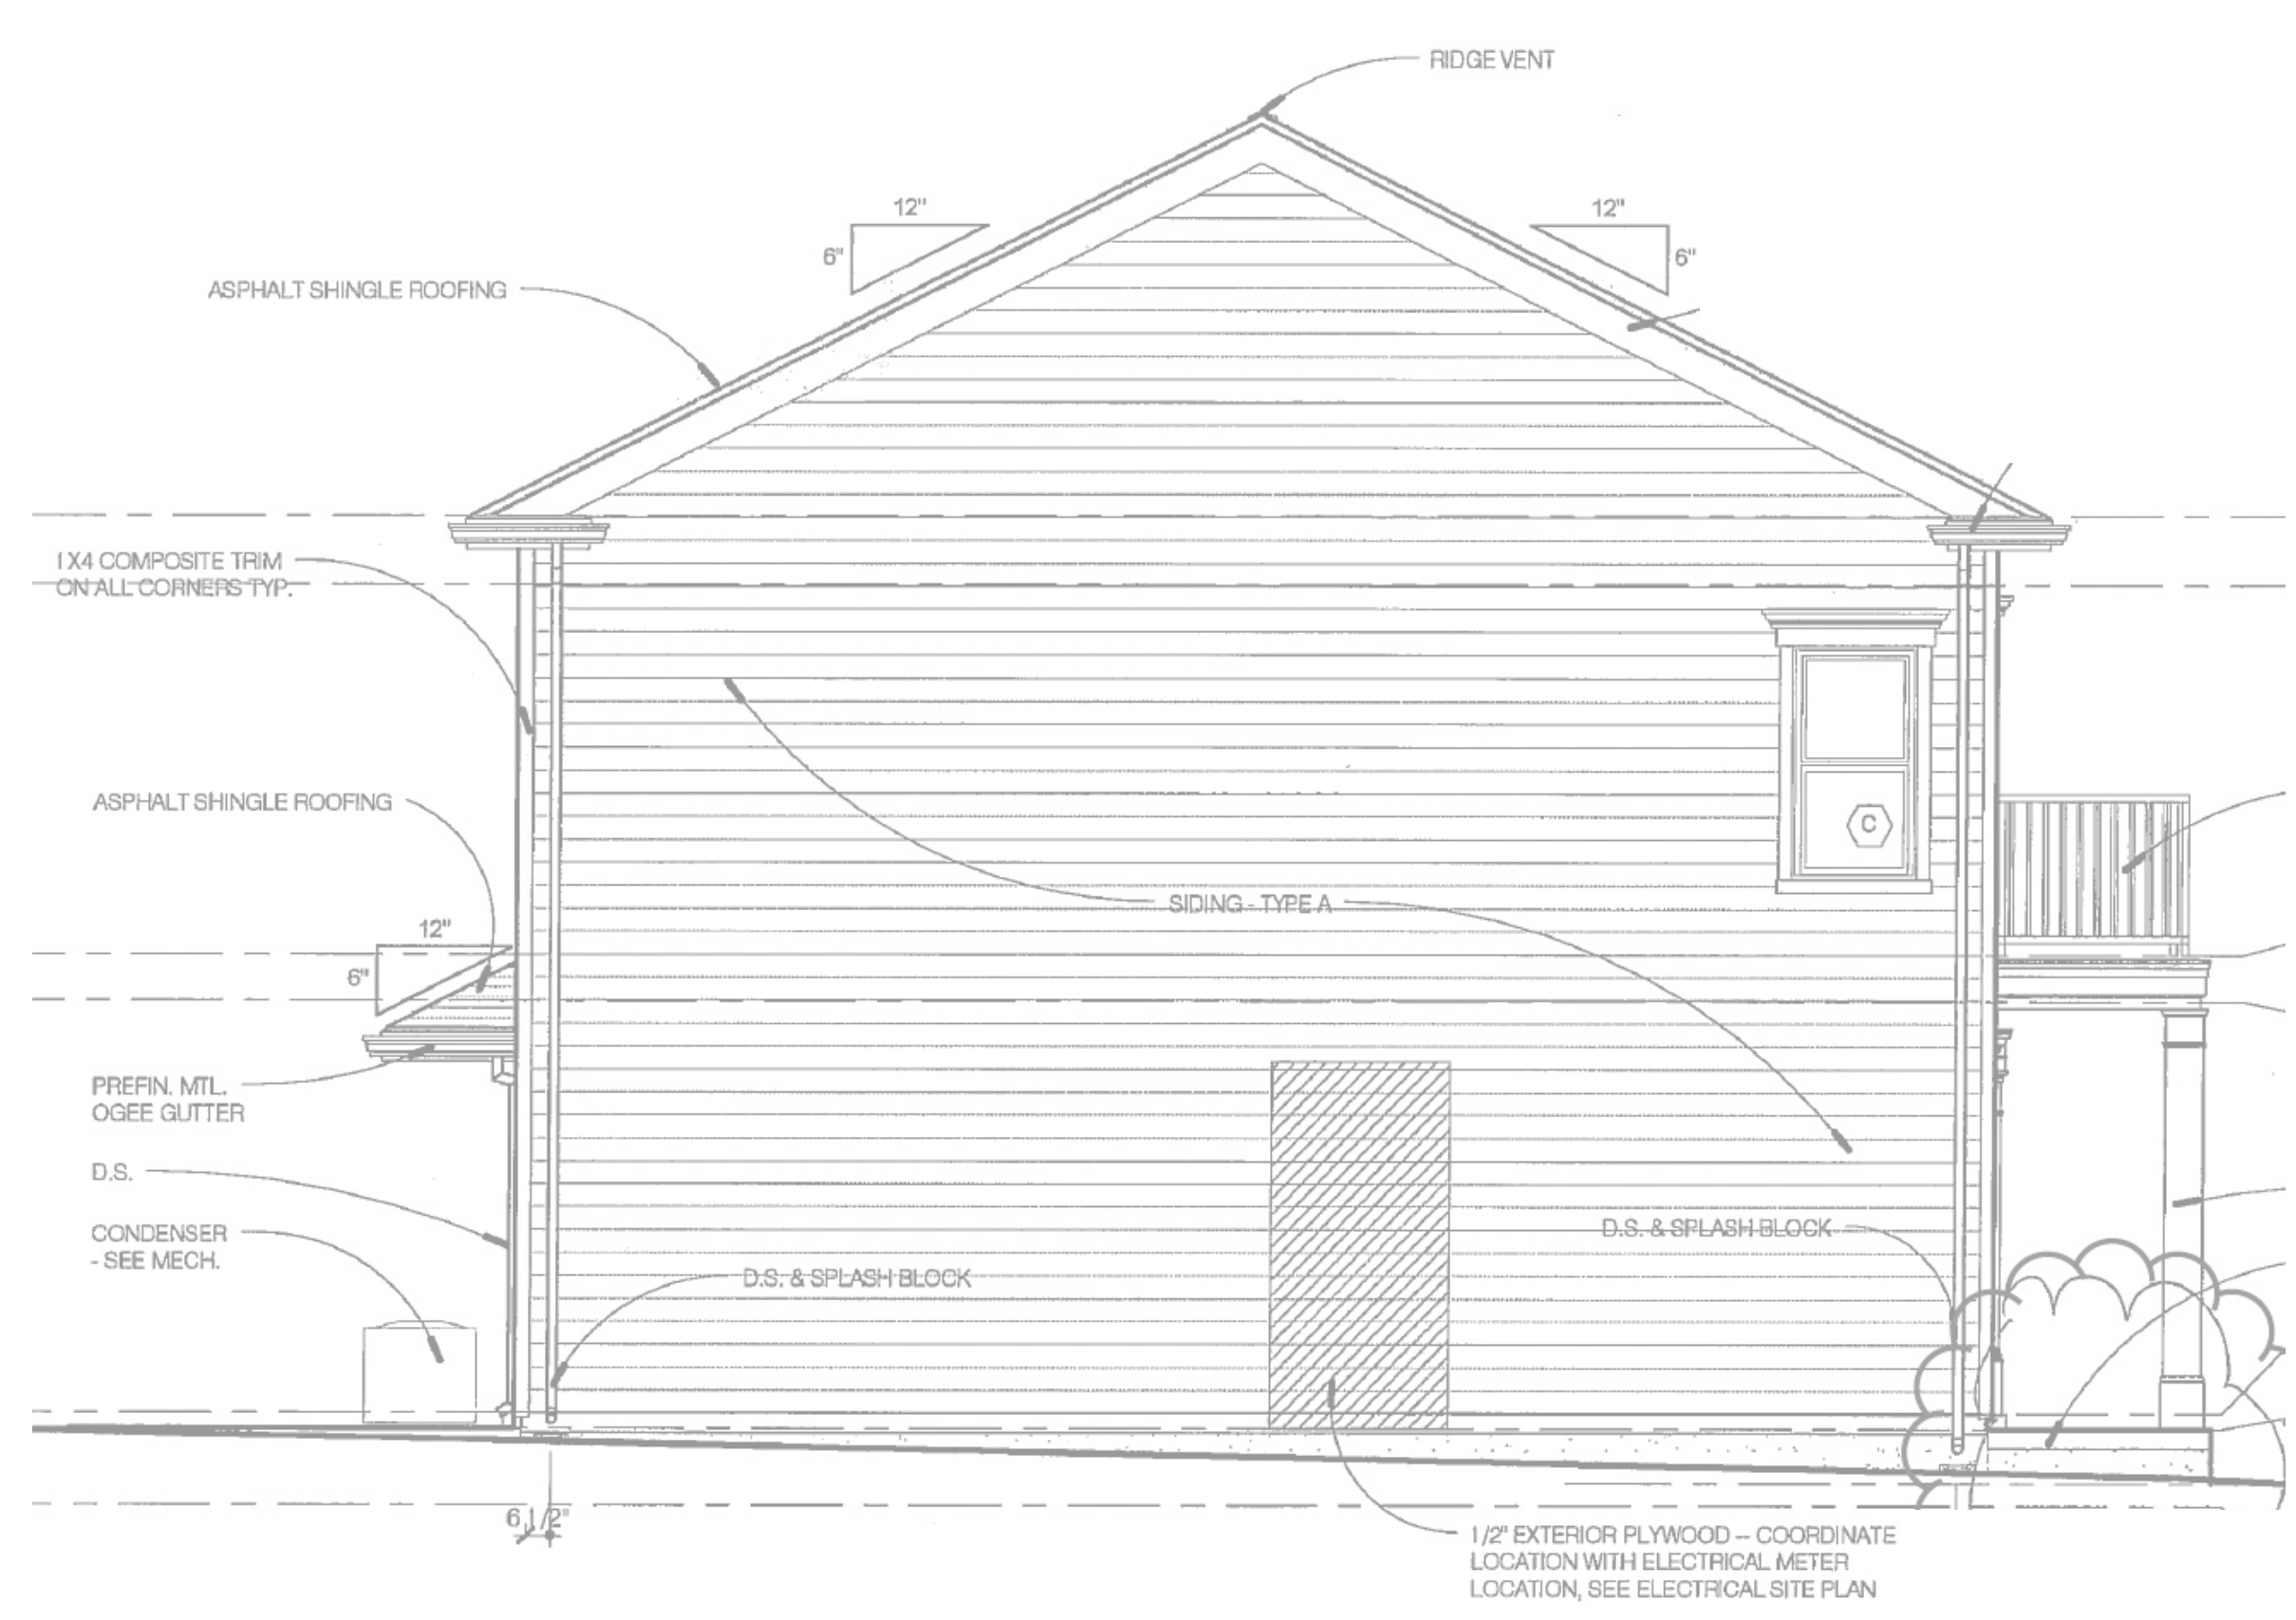 RIDGE VENT
12"
12"
6"
6"
ASPHALT SHINGLE ROOFING
1X4 COMPOSITE TRIM
ON ALL CORNERS TYP.
ASPHALT SHINGLE ROOFING
C
SIDING - TYPE A
12"
6"
PREFIN. MTL.
OGEE GUTTER
D.S.
CONDENSER
- SEE MECH.
D.S. & SPLASH BLOCK
D.S. & SPLASH BLOCK
6 1/2"
1/2" EXTERIOR PLYWOOD -- COORDINATE
LOCATION WITH ELECTRICAL METER
LOCATION, SEE ELECTRICAL SITE PLAN